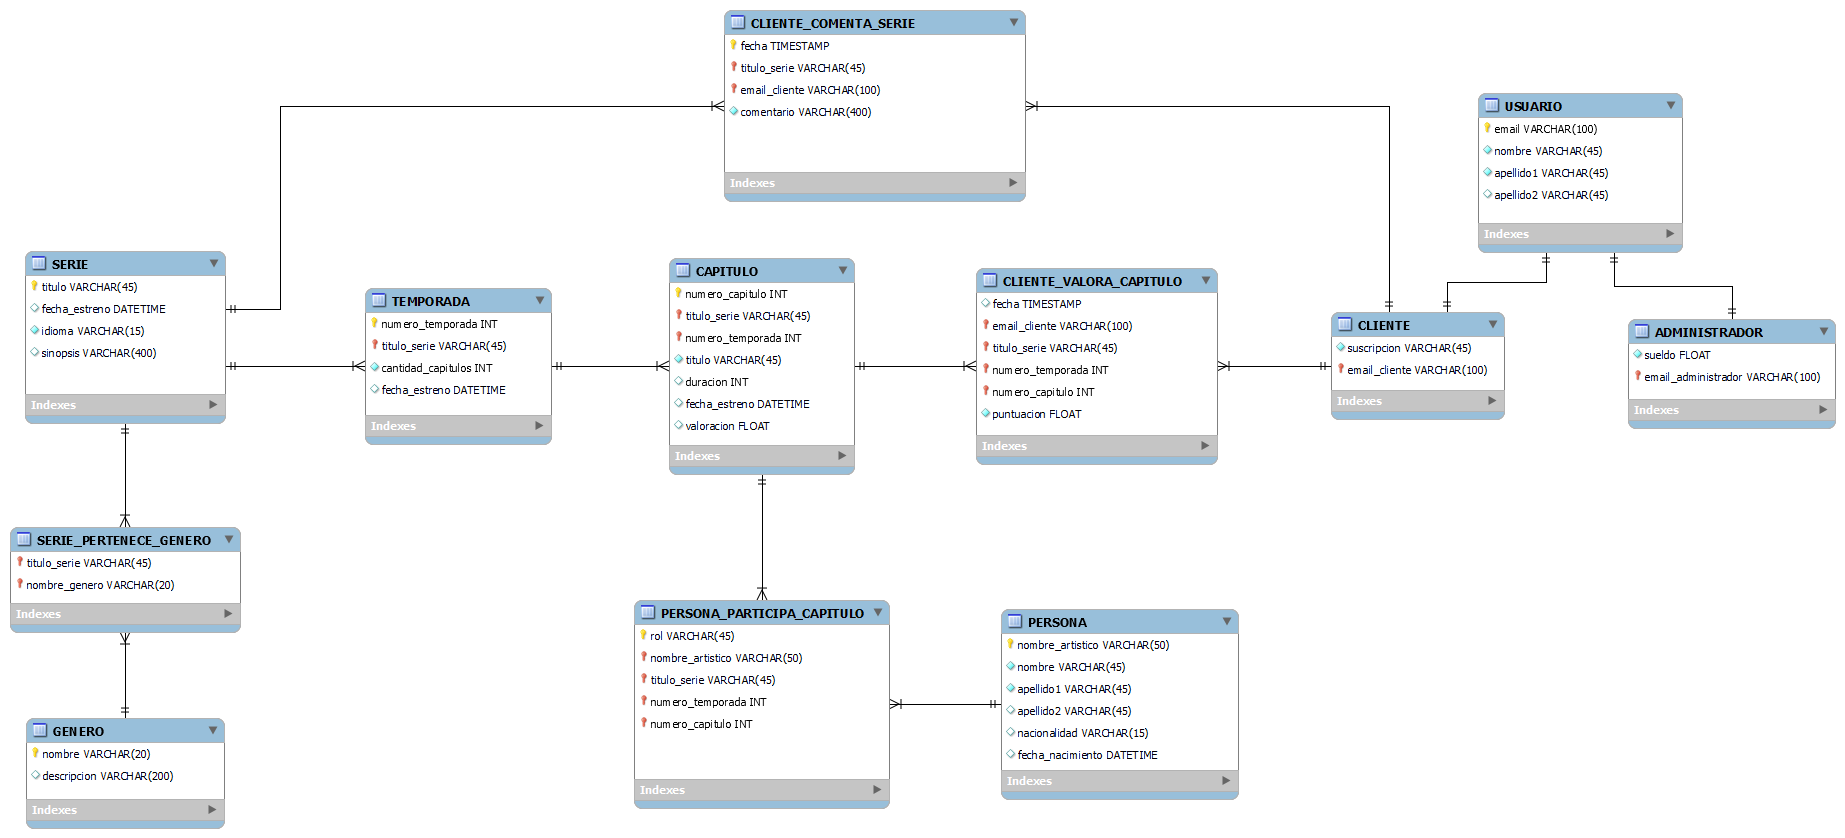 CLIENTE_COMENTA_SERIE
fecha TIMESTAMP
titulo_serie VARCHAR(45)
email_cliente VARCHAR(100)
comentario VARCHAR(400)
Indexes
USUARIO
email VARCHAR(100)
nombre VARCHAR(45)
apellido1 VARCHAR(45)
apellido2 VARCHAR(45)
Indexes
SERIE
titulo VARCHAR(45)
fecha_estreno DATETIME
idioma VARCHAR(15)
sinopsis VARCHAR(400)
Indexes
TEMPORADA
numero_temporada INT
titulo_serie VARCHAR(45)
cantidad_capitulos INT
fecha_estreno DATETIME
Indexes
CAPITULO
numero_capitulo INT
titulo_serie VARCHAR(45)
numero_temporada INT
titulo VARCHAR(45)
duracion INT
fecha_estreno DATETIME
valoracion FLOAT
Indexes
CLIENTE_VALORA_CAPITULO
fecha TIMESTAMP
email_cliente VARCHAR(100)
titulo_serie VARCHAR(45)
numero_temporada INT
numero_capitulo INT
puntuacion FLOAT
Indexes
CLIENTE
suscripcion VARCHAR(45)
email_cliente VARCHAR(100)
Indexes
ADMINISTRADOR
sueldo FLOAT
email_administrador VARCHAR(100)
Indexes
SERIE_PERTENECE_GENERO
titulo_serie VARCHAR(45)
nombre_genero VARCHAR(20)
Indexes
PERSONA_PARTICIPA_CAPITULO
rol VARCHAR(45)
nombre_artistico VARCHAR(50)
titulo_serie VARCHAR(45)
numero_temporada INT
numero_capitulo INT
Indexes
PERSONA
nombre_artistico VARCHAR(50)
nombre VARCHAR(45)
apellido1 VARCHAR(45)
apellido2 VARCHAR(45)
nacionalidad VARCHAR(15)
fecha_nacimiento DATETIME
Indexes
GENERO
nombre VARCHAR(20)
descripcion VARCHAR(200)
Indexes